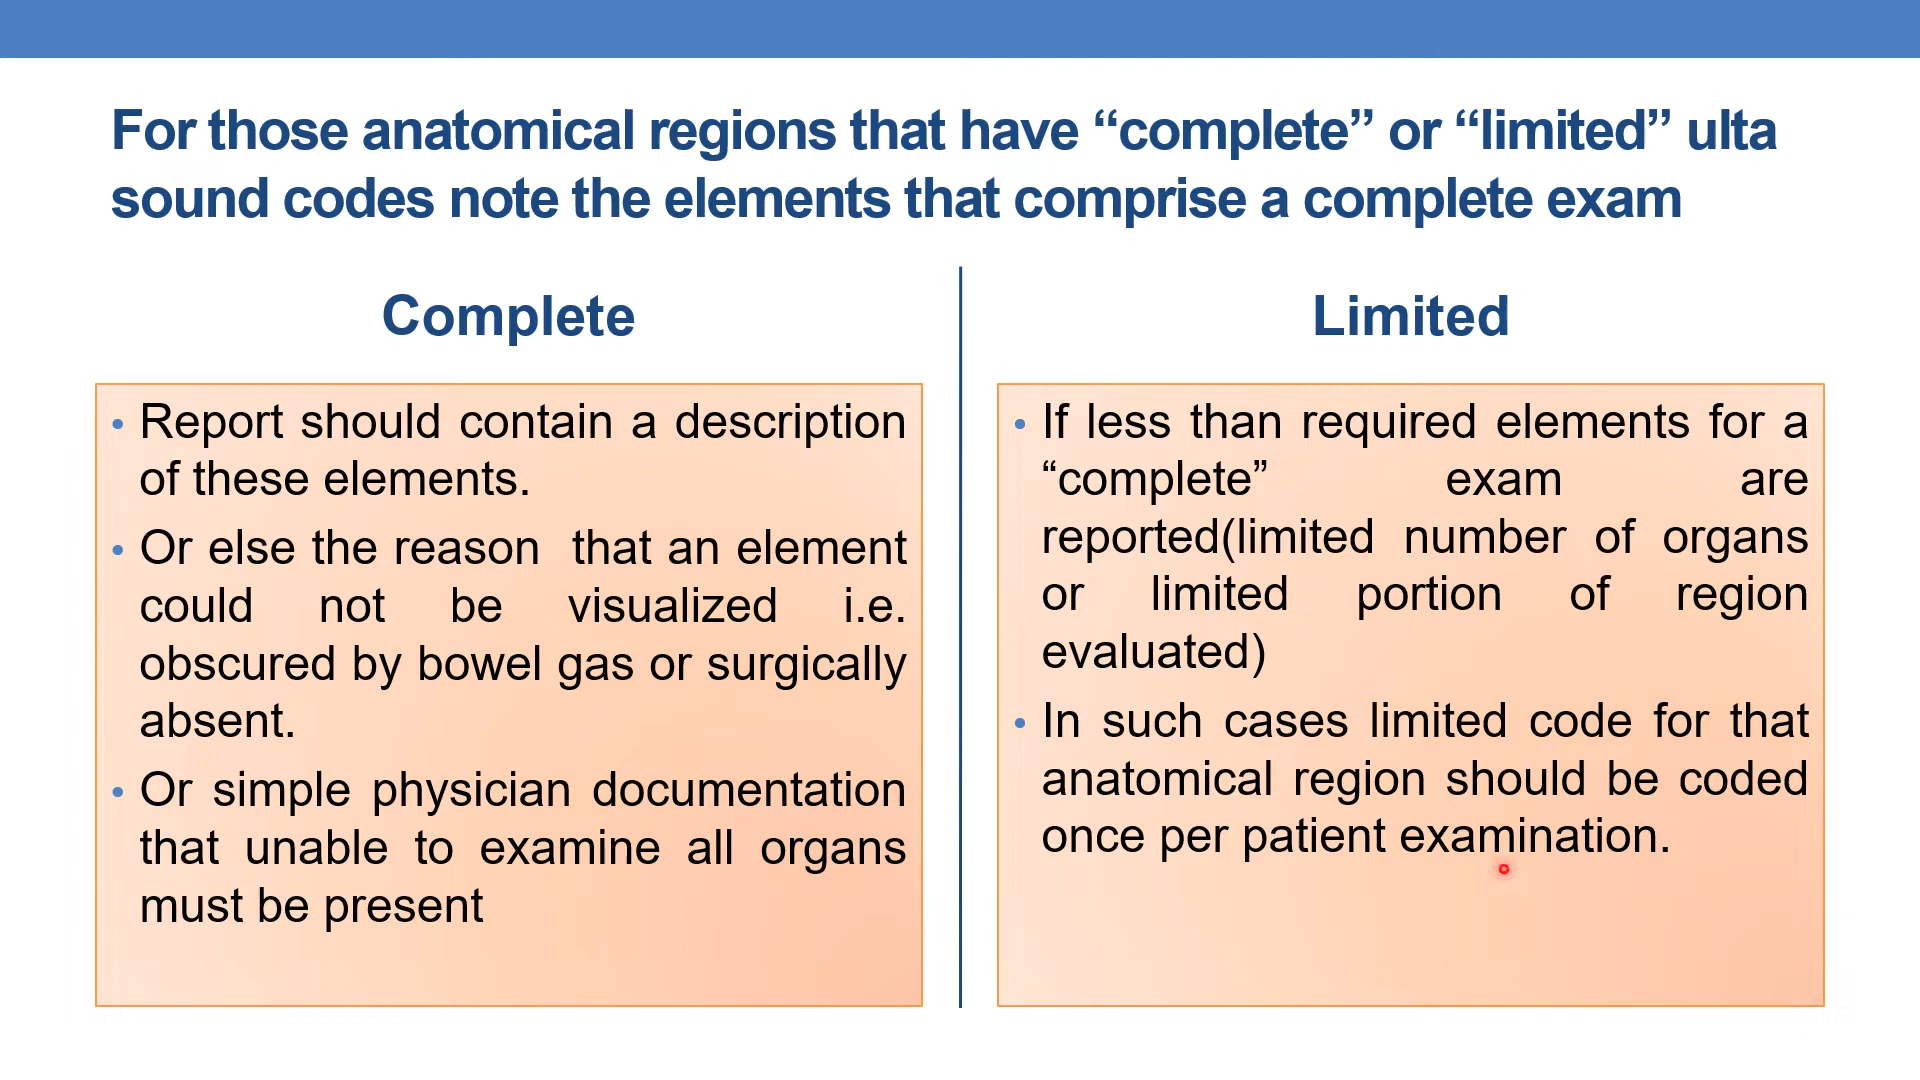 For those anatomical regions that have “complete” or “limited” ulta
sound codes note the elements that comprise a complete exam
Complete
• Report should contain a description
of these elements.
• Or else the reason that an element
could not be visualized i.e.
obscured by bowel gas or surgically
absent.
• Or simple physician documentation
that unable to examine all organs
must be present
Limited
• If less than required elements for a
“complete” exam are
reported(limited number of organs
or limited portion of region
evaluated)
• In such cases limited code for that
anatomical region should be coded
once per patient examination.